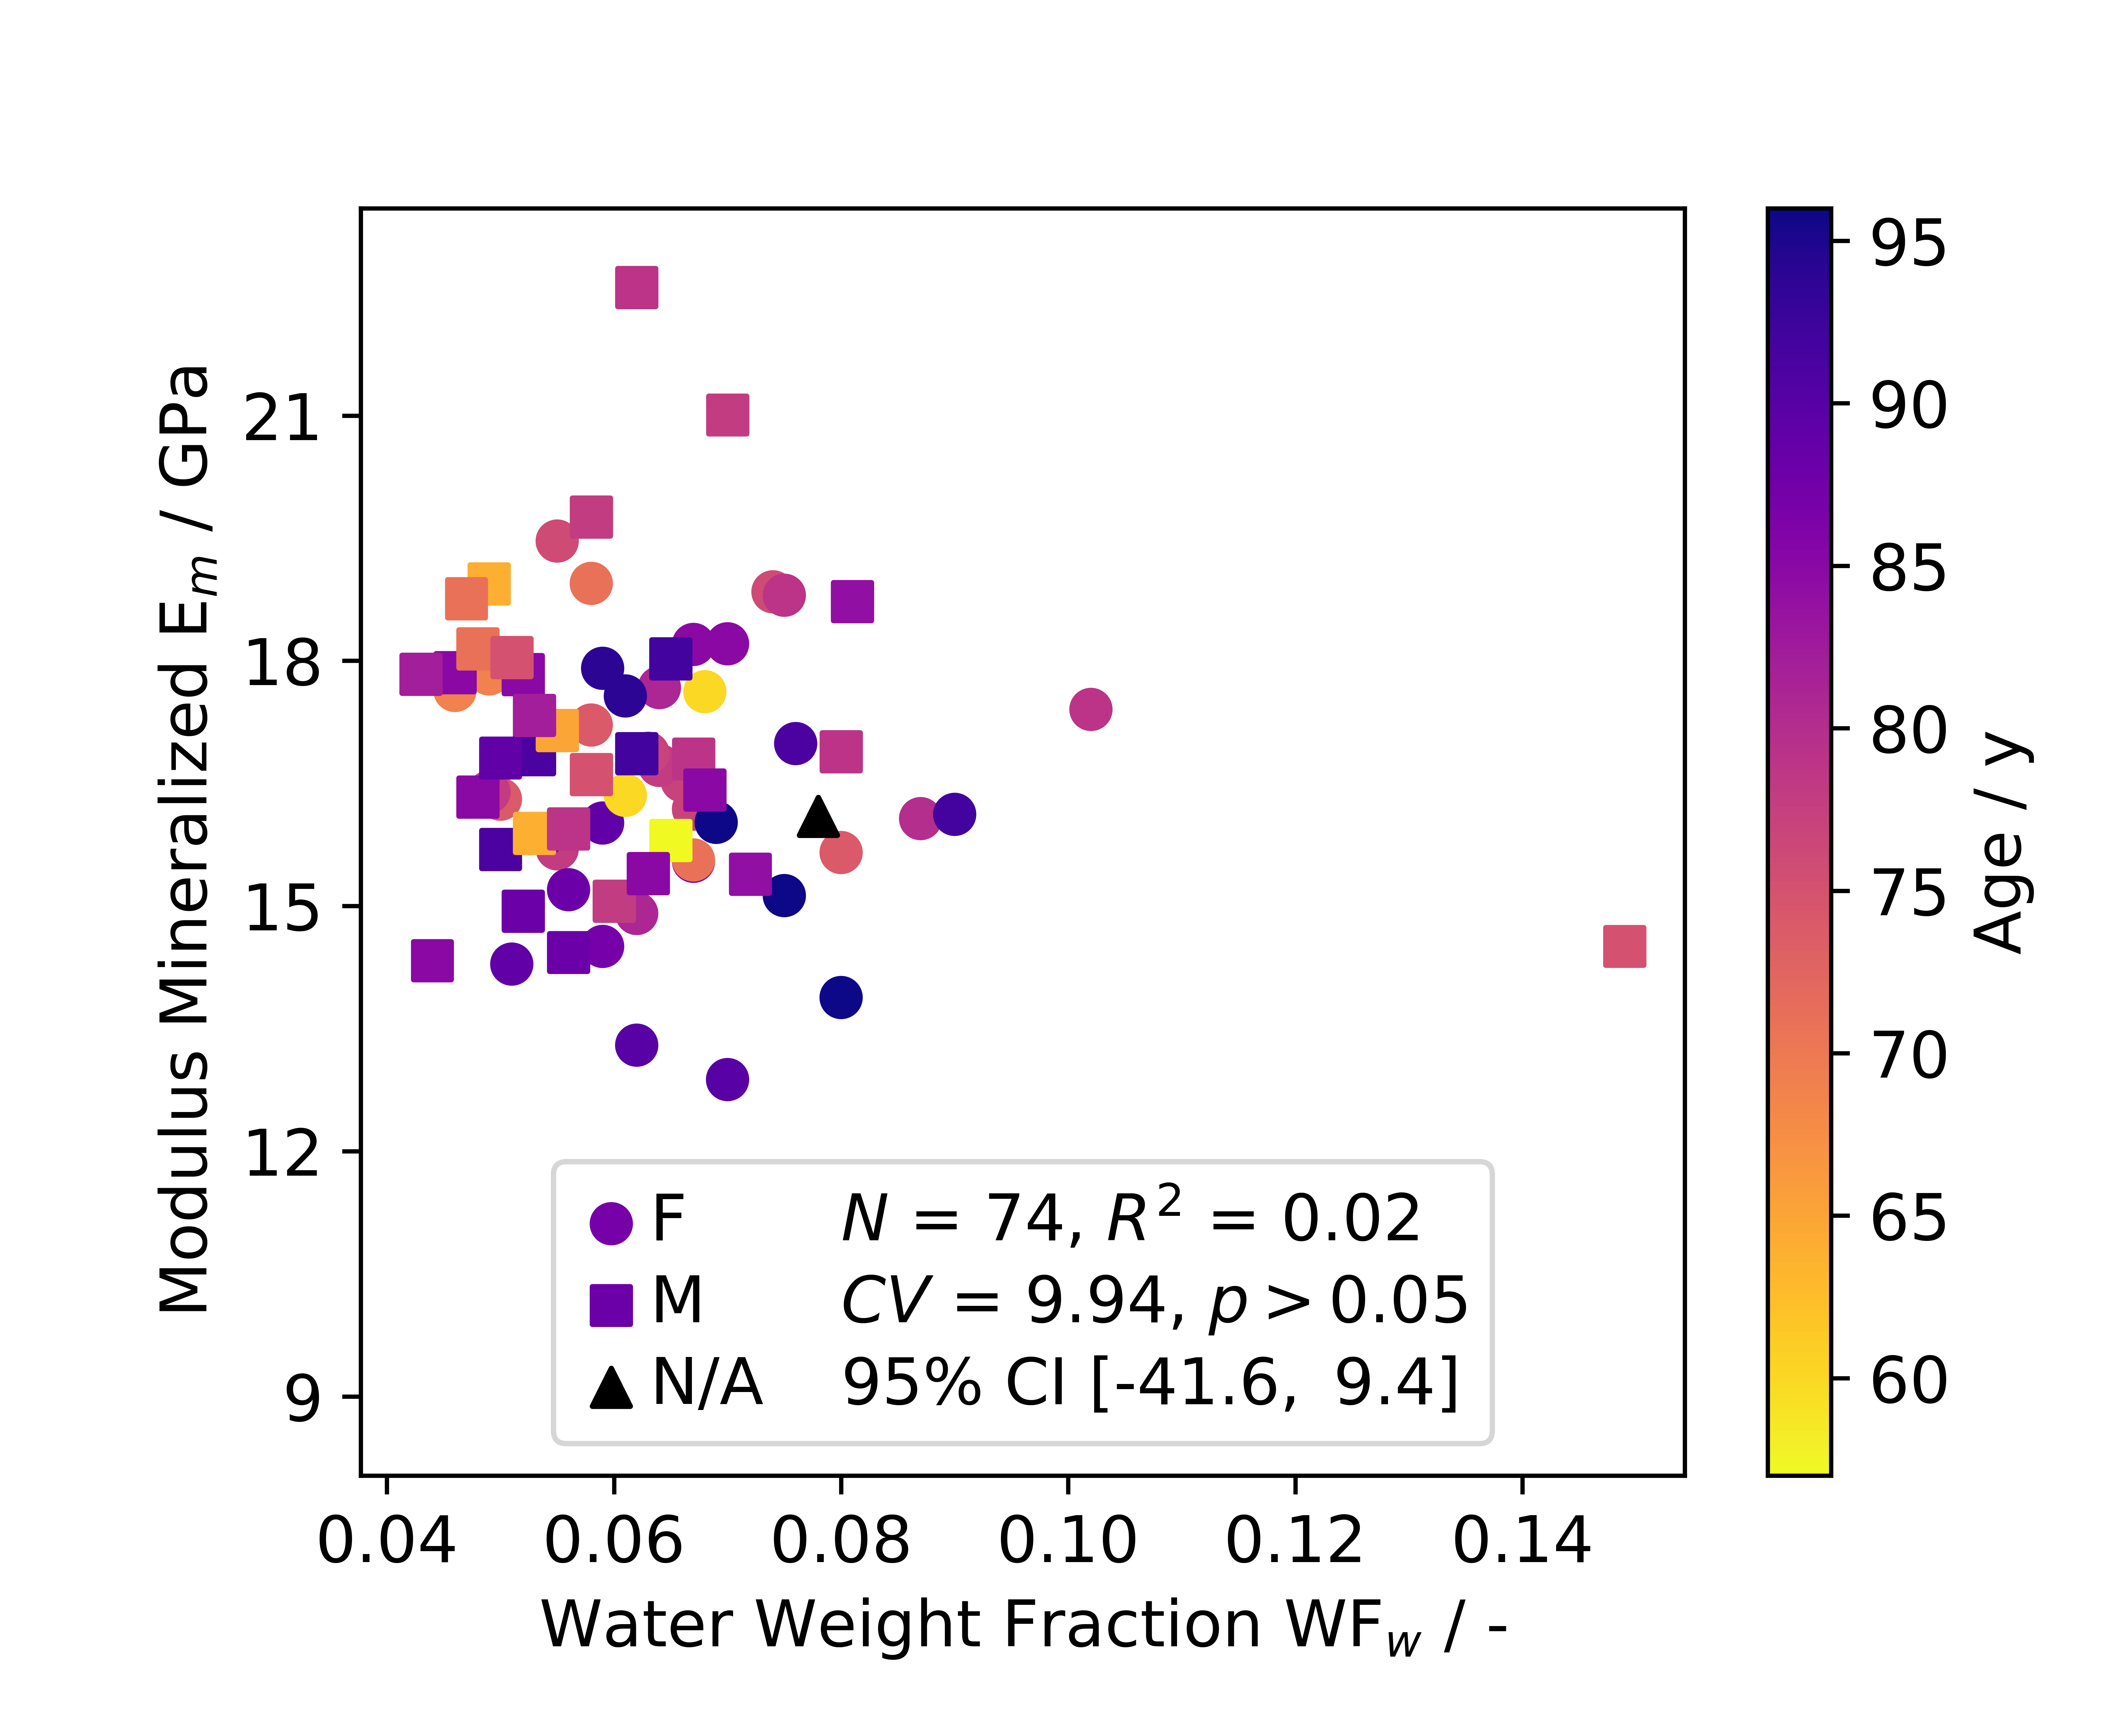 Modulus Mineralized E_m / GPa
21
18
15
12
9
F N = 74, R² = 0.02
M CV = 9.94, p > 0.05
N/A 95% CI [-41.6, 9.4]
0.04 0.06 0.08 0.10 0.12 0.14
Water Weight Fraction WF_w / -
95
90
85
80
75
70
65
60
Age / y